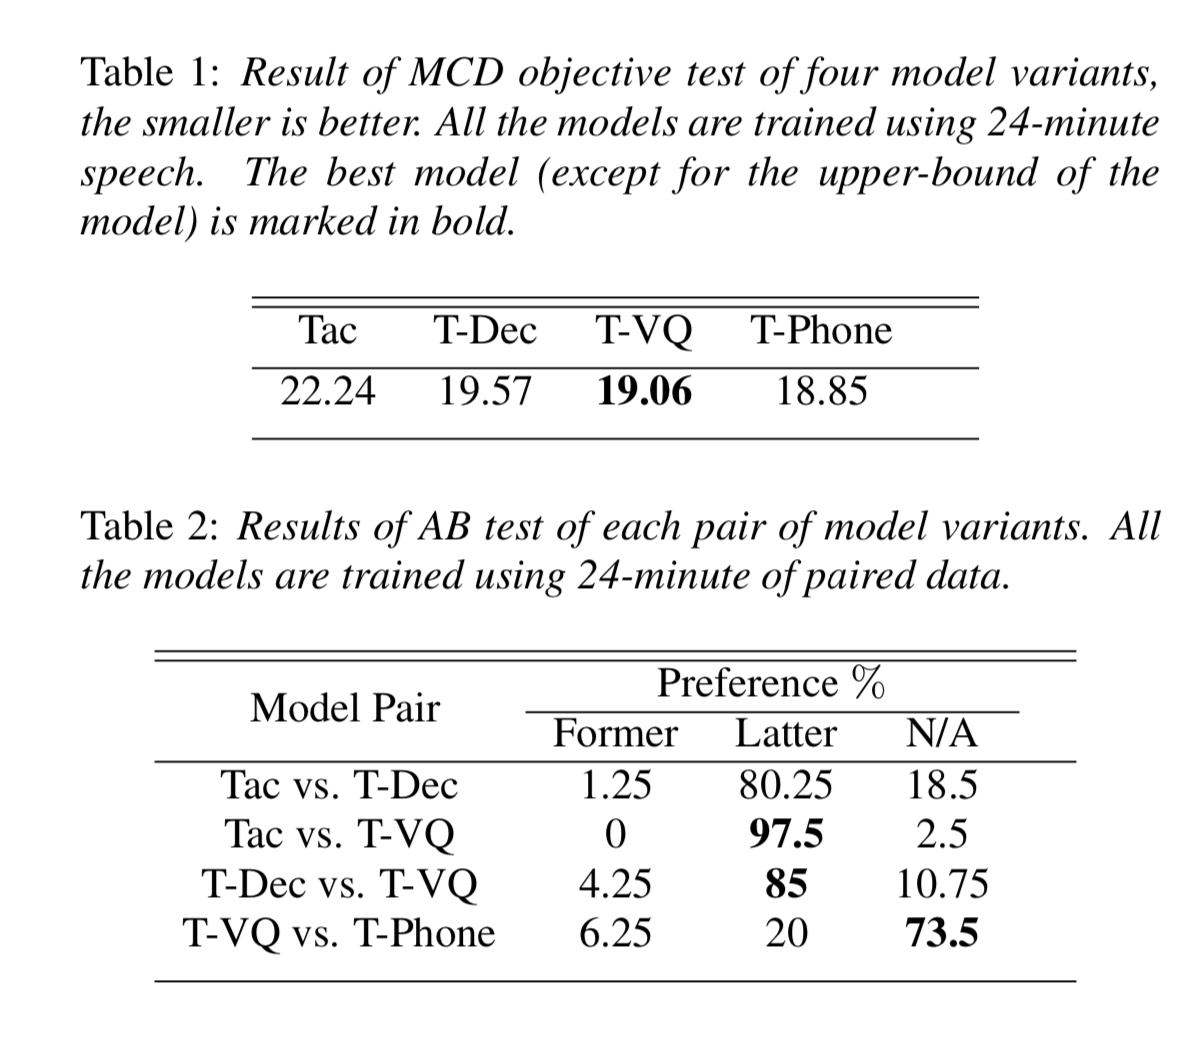 Table 1: Result of MCD objective test of four model variants,
the smaller is better. All the models are trained using 24-minute
speech. The best model (except for the upper-bound of the
model) is marked in bold.
Tac T-Dec T-VQ T-Phone
22.24 19.57 19.06 18.85
Table 2: Results of AB test of each pair of model variants. All
the models are trained using 24-minute of paired data.
Model Pair Preference %
Former Latter N/A
Tac vs. T-Dec 1.25 80.25 18.5
Tac vs. T-VQ 0 97.5 2.5
T-Dec vs. T-VQ 4.25 85 10.75
T-VQ vs. T-Phone 6.25 20 73.5